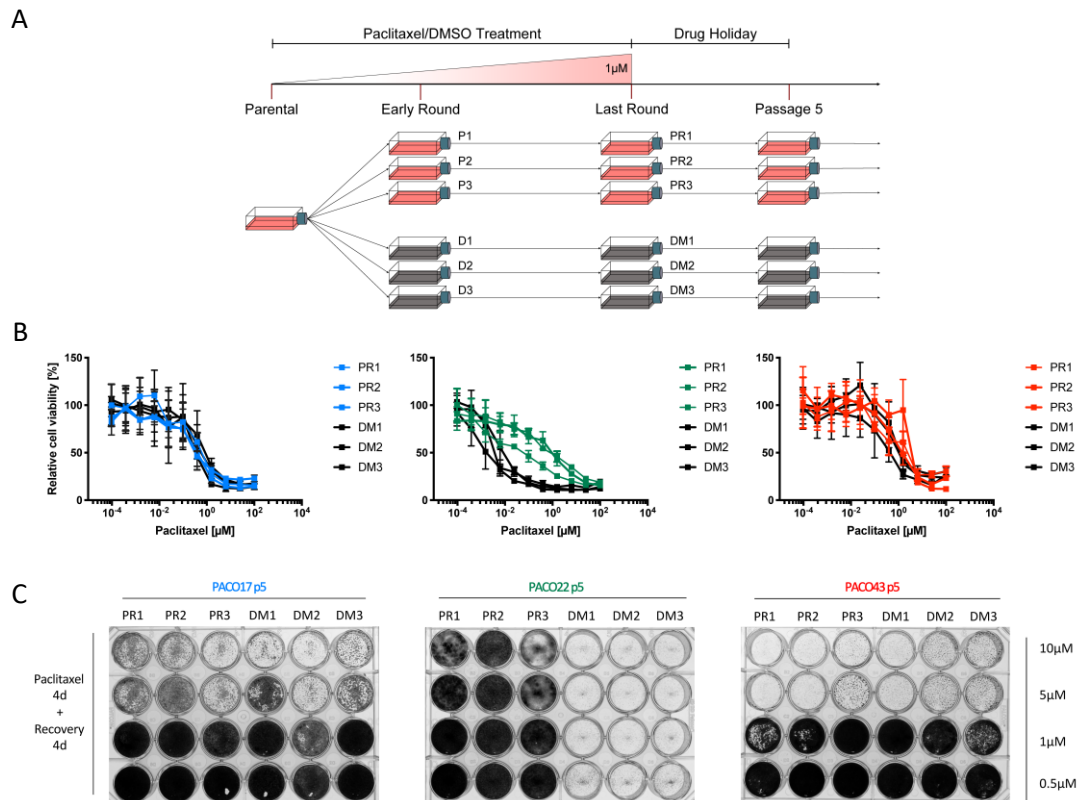 A
Paclitaxel/DMSO Treatment
Drug Holiday
1µM
Parental
Early Round
Last Round
Passage 5
P1
PR1
P2
PR2
P3
PR3
D1
DM1
D2
DM2
D3
DM3
B
Relative cell viability [%]
150
100
50
0
10-4
10-2
100
102
Paclitaxel [µM]
PR1
PR2
PR3
DM1
DM2
DM3
150
100
50
0
10-4
10-2
100
102
Paclitaxel [µM]
PR1
PR2
PR3
DM1
DM2
DM3
150
100
50
0
10-4
10-2
100
102
Paclitaxel [µM]
PR1
PR2
PR3
DM1
DM2
DM3
C
PACO17 p5
PR1 PR2 PR3 DM1 DM2 DM3
PACO22 p5
PR1 PR2 PR3 DM1 DM2 DM3
PACO43 p5
PR1 PR2 PR3 DM1 DM2 DM3
Paclitaxel
4d
+
Recovery
4d
10µM
5µM
1µM
0.5µM